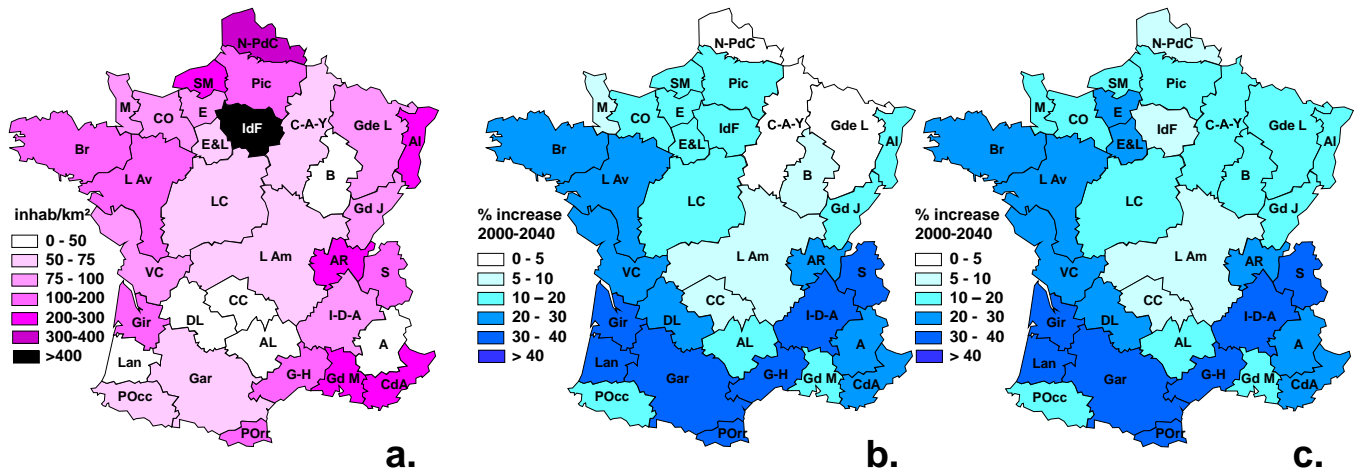 N-PdC
SM
Pic
M
CO
E
IdF
E&L
C-A-Y
Gde L
Al
Br
L Av
LC
B
Gd J
VC
L Am
AR
S
CC
DL
Gir
I-D-A
AL
A
Lan
Gar
G-H
Gd M
CdA
POcc
POrr
inhab/km²
0 - 50
50 - 75
75 - 100
100-200
200-300
300-400
>400
a.
N-PdC
SM
Pic
M
CO
E
IdF
E&L
C-A-Y
Gde L
Al
Br
L Av
LC
B
Gd J
VC
L Am
AR
S
CC
DL
Gir
I-D-A
AL
A
Lan
Gar
G-H
Gd M
CdA
POcc
POrr
% increase
2000-2040
0 - 5
5 - 10
10 – 20
20 - 30
30 - 40
> 40
b.
N-PdC
SM
Pic
M
CO
E
IdF
E&L
C-A-Y
Gde L
Al
Br
L Av
LC
B
Gd J
VC
L Am
AR
S
CC
DL
Gir
I-D-A
AL
A
Lan
Gar
G-H
Gd M
CdA
POcc
POrr
% increase
2000-2040
0 - 5
5 - 10
10 – 20
20 - 30
30 - 40
> 40
c.